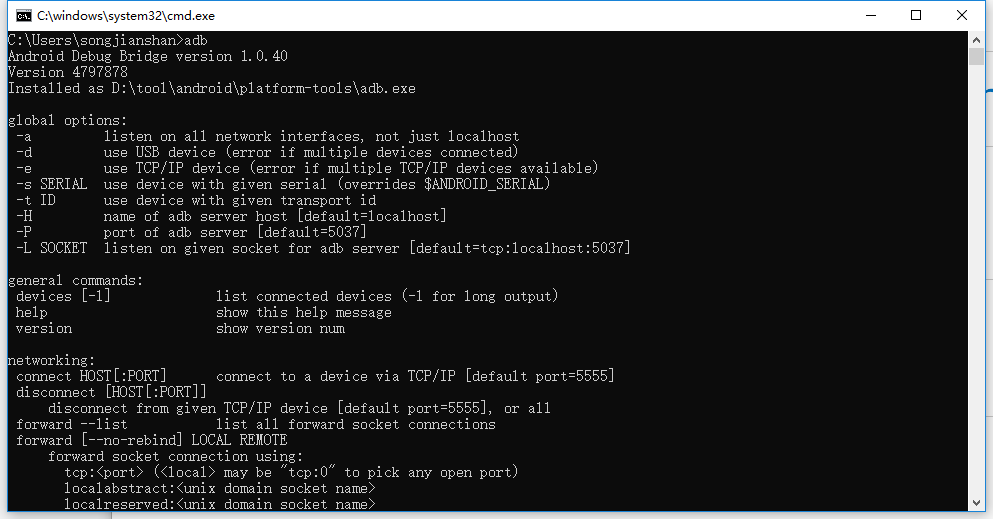 C:\windows\system32\cmd.exe
C:\Users\songjianshan>adb
Android Debug Bridge version 1.0.40
Version 4797878
Installed as D:\tool\android\platform-tools\adb.exe

global options:
 -a         listen on all network interfaces, not just localhost
 -d         use USB device (error if multiple devices connected)
 -e         use TCP/IP device (error if multiple TCP/IP devices available)
 -s SERIAL  use device with given serial (overrides $ANDROID_SERIAL)
 -t ID      use device with given transport id
 -H         name of adb server host [default=localhost]
 -P         port of adb server [default=5037]
 -L SOCKET  listen on given socket for adb server [default=tcp:localhost:5037]

general commands:
 devices [-l]             list connected devices (-l for long output)
 help                     show this help message
 version                  show version num

networking:
 connect HOST[:PORT]      connect to a device via TCP/IP [default port=5555]
 disconnect [HOST[:PORT]]
     disconnect from given TCP/IP device [default port=5555], or all
 forward --list           list all forward socket connections
 forward [--no-rebind] LOCAL REMOTE
     forward socket connection using:
       tcp:<port> (<local> may be "tcp:0" to pick any open port)
       localabstract:<unix domain socket name>
       localreserved:<unix domain socket name>